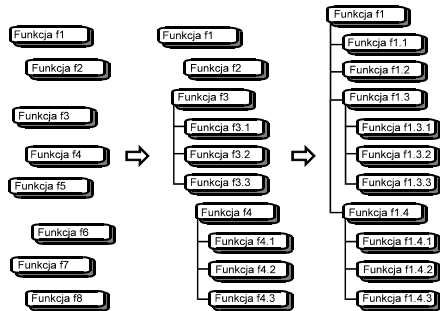 Funkcja f1
Funkcja f2
Funkcja f3
Funkcja f4
Funkcja f5
Funkcja f6
Funkcja f7
Funkcja f8
Funkcja f1
Funkcja f2
Funkcja f3
Funkcja f3.1
Funkcja f3.2
Funkcja f3.3
Funkcja f4
Funkcja f4.1
Funkcja f4.2
Funkcja f4.3
Funkcja f1
Funkcja f1.1
Funkcja f1.2
Funkcja f1.3
Funkcja f1.3.1
Funkcja f1.3.2
Funkcja f1.3.3
Funkcja f1.4
Funkcja f1.4.1
Funkcja f1.4.2
Funkcja f1.4.3